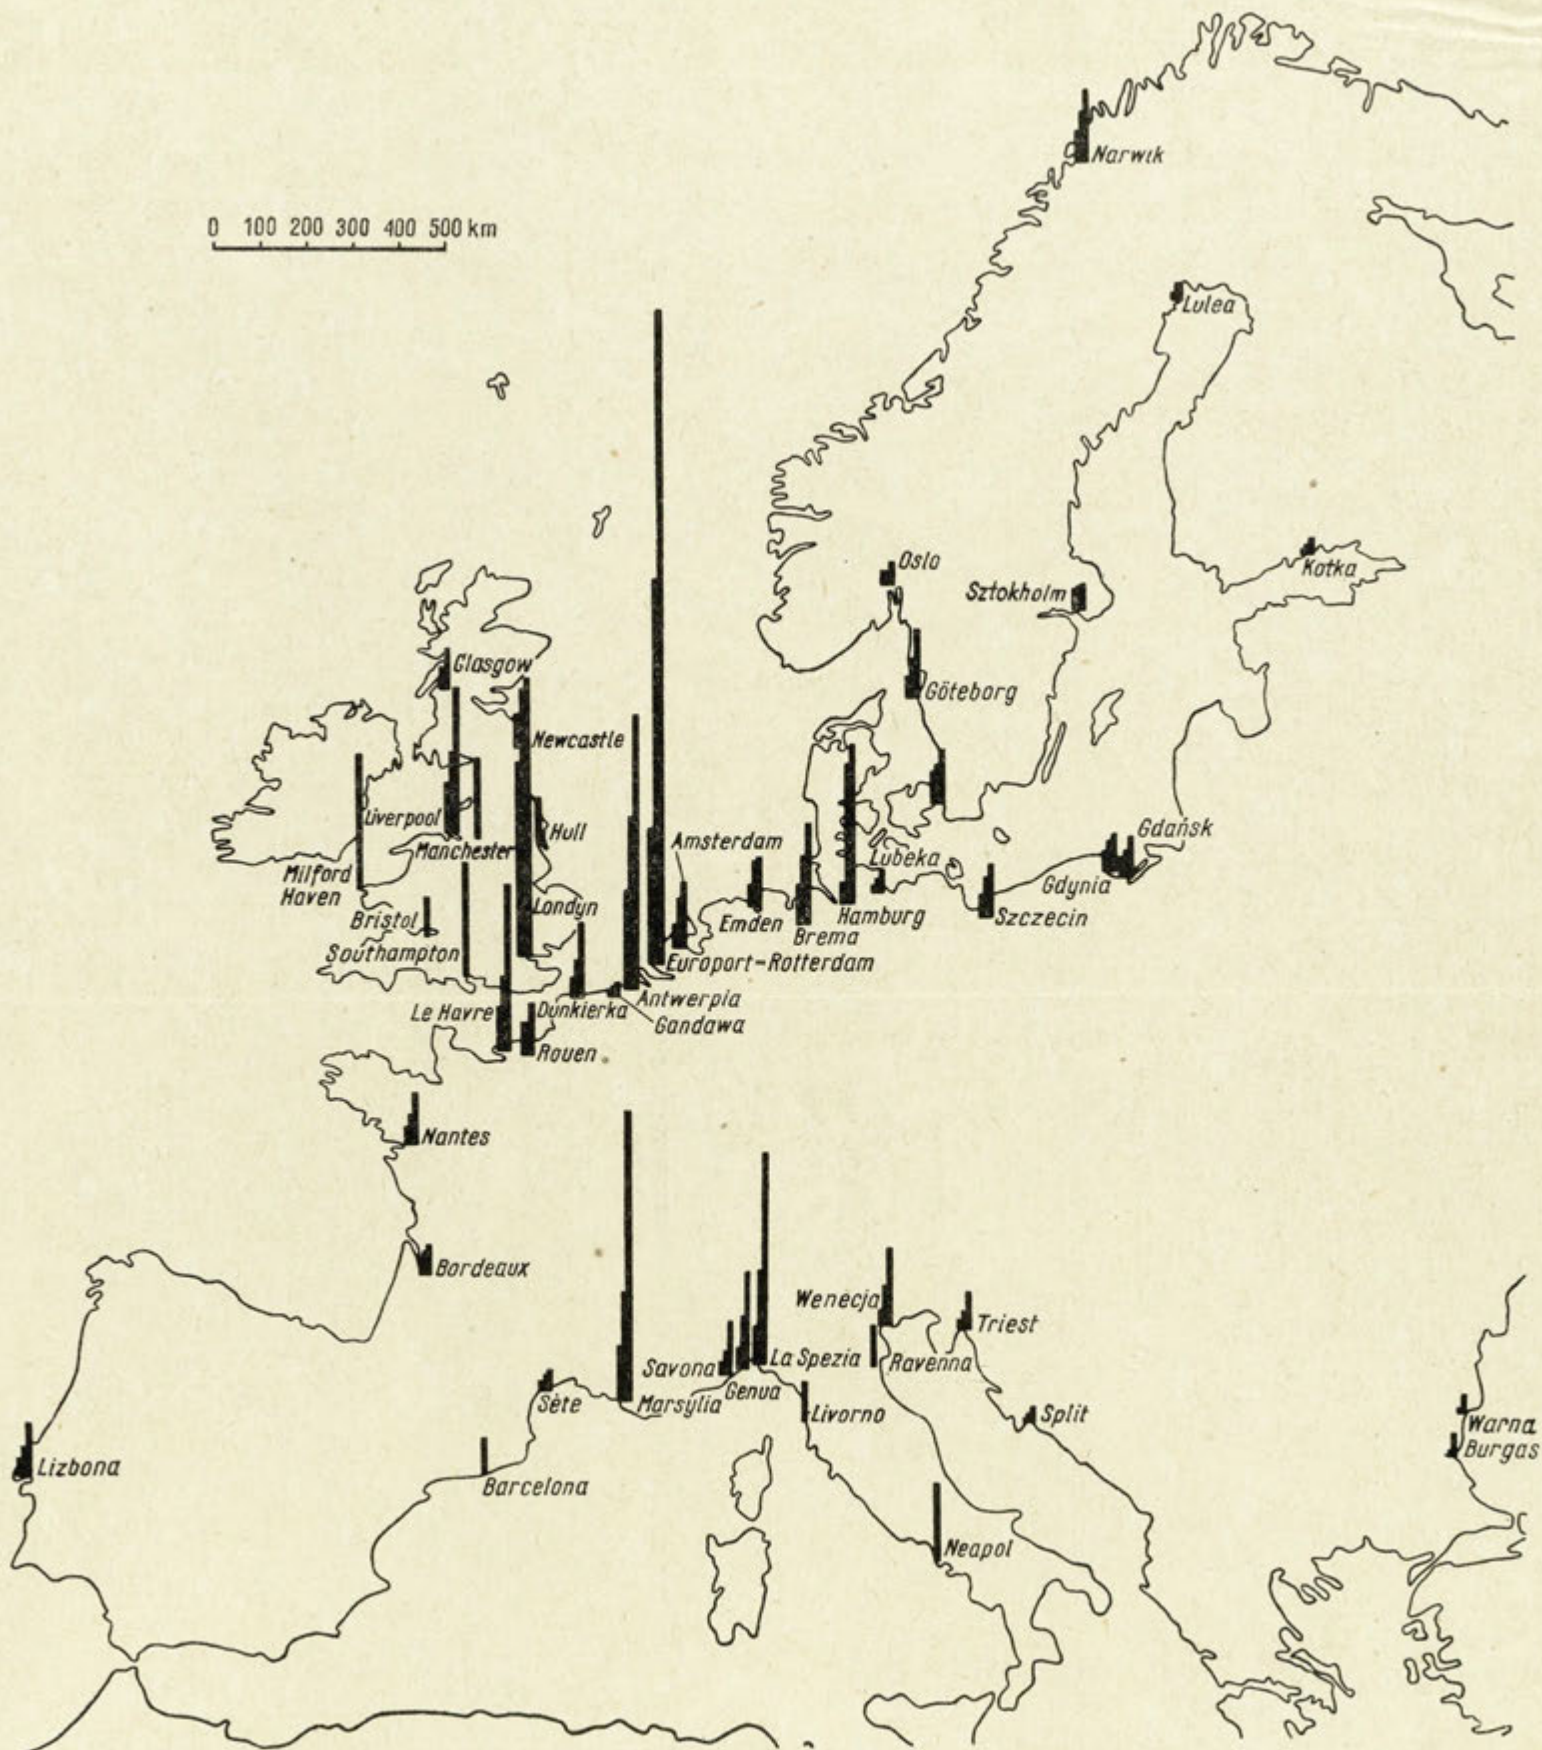 Narwik
0 100 200 300 400 500 km
Lulea
Oslo
Kotka
Sztokholm
Glasgow
Göteborg
Newcastle
Liverpool
Hull
Gdańsk
Amsterdam
Manchester
Lubeka
Milford
Haven
Gdynia
Londyn
Bristol
Emden
Hamburg
Szczecin
Brema
Southampton
Europort-Rotterdam
Antwerpia
Le Havre
Dunkierka
Gandawa
Rouen
Nantes
Bordeaux
Wenecja
Triest
Savona
La Spezia
Ravenna
Genua
Sète
Marsylia
Livorno
Split
Warna
Burgas
Lizbona
Barcelona
Neapol